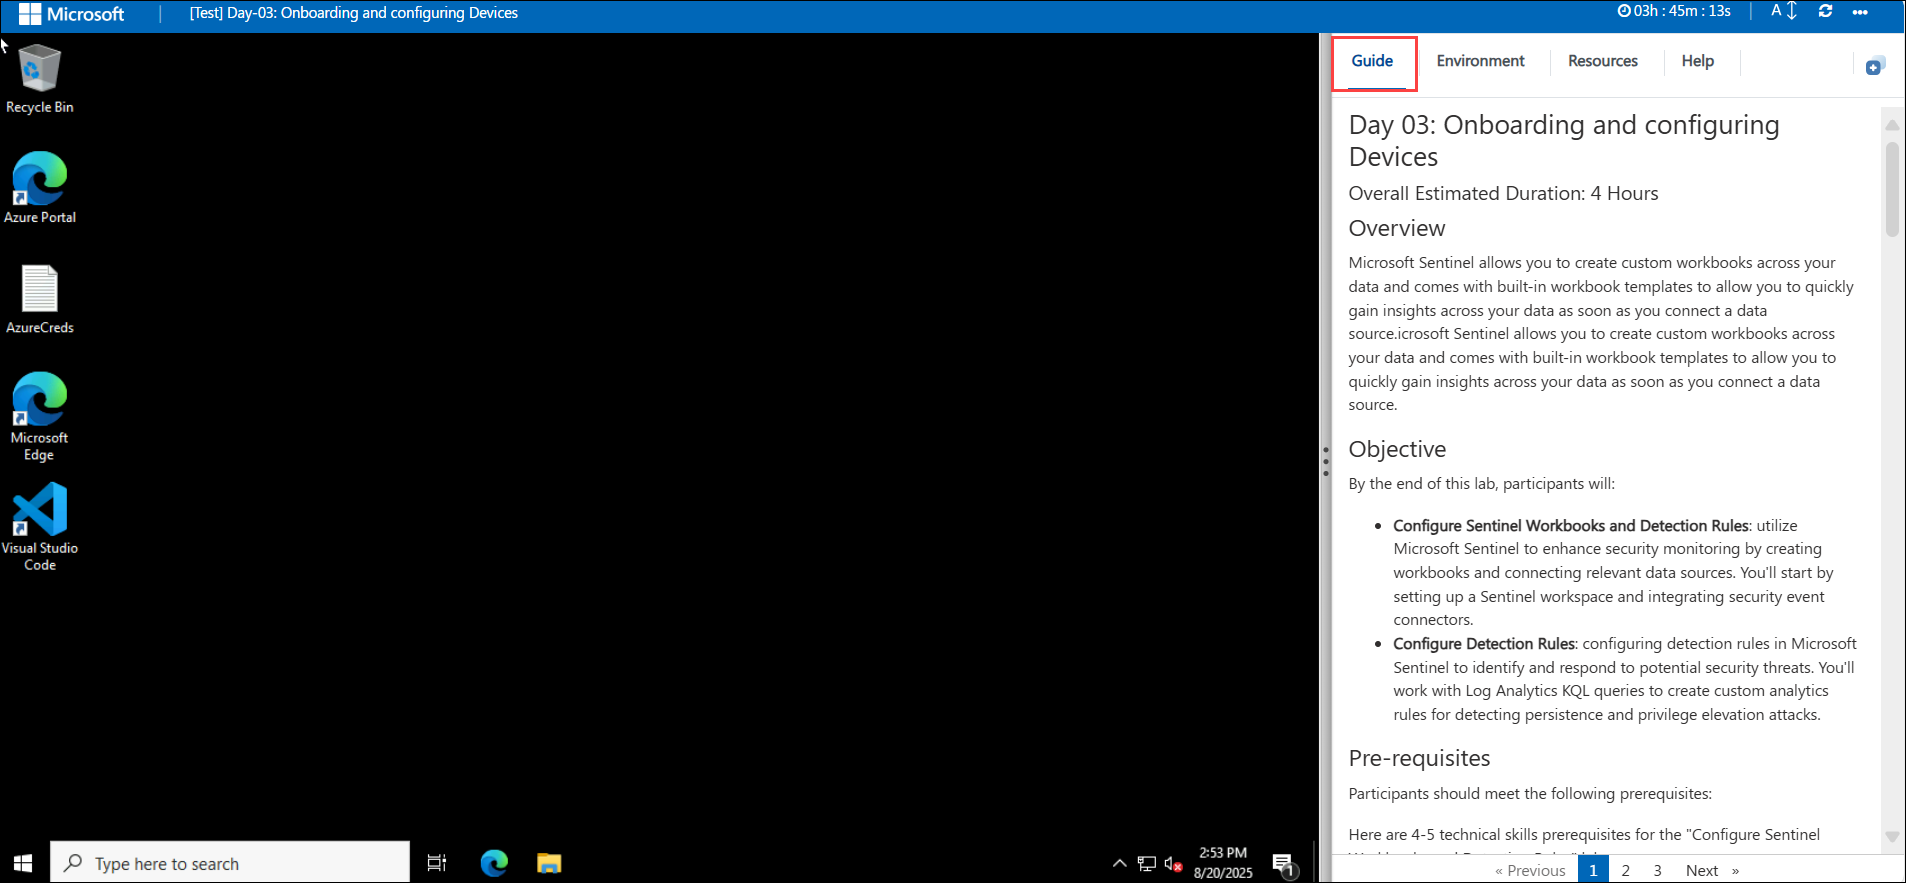 Microsoft
[Test] Day-03: Onboarding and configuring Devices
03h : 45m : 13s
A
Recycle Bin
Azure Portal
AzureCreds
Microsoft
Edge
Visual Studio
Code
Type here to search
2:53 PM
8/20/2025
1
Guide
Environment
Resources
Help
Day 03: Onboarding and configuring
Devices
Overall Estimated Duration: 4 Hours
Overview
Microsoft Sentinel allows you to create custom workbooks across your
data and comes with built-in workbook templates to allow you to quickly
gain insights across your data as soon as you connect a data
source.icrosoft Sentinel allows you to create custom workbooks across
your data and comes with built-in workbook templates to allow you to
quickly gain insights across your data as soon as you connect a data
source.
Objective
By the end of this lab, participants will:
• Configure Sentinel Workbooks and Detection Rules: utilize
Microsoft Sentinel to enhance security monitoring by creating
workbooks and connecting relevant data sources. You'll start by
setting up a Sentinel workspace and integrating security event
connectors.
• Configure Detection Rules: configuring detection rules in Microsoft
Sentinel to identify and respond to potential security threats. You'll
work with Log Analytics KQL queries to create custom analytics
rules for detecting persistence and privilege elevation attacks.
Pre-requisites
Participants should meet the following prerequisites:
Here are 4-5 technical skills prerequisites for the "Configure Sentinel
« Previous 1 2 3 Next »